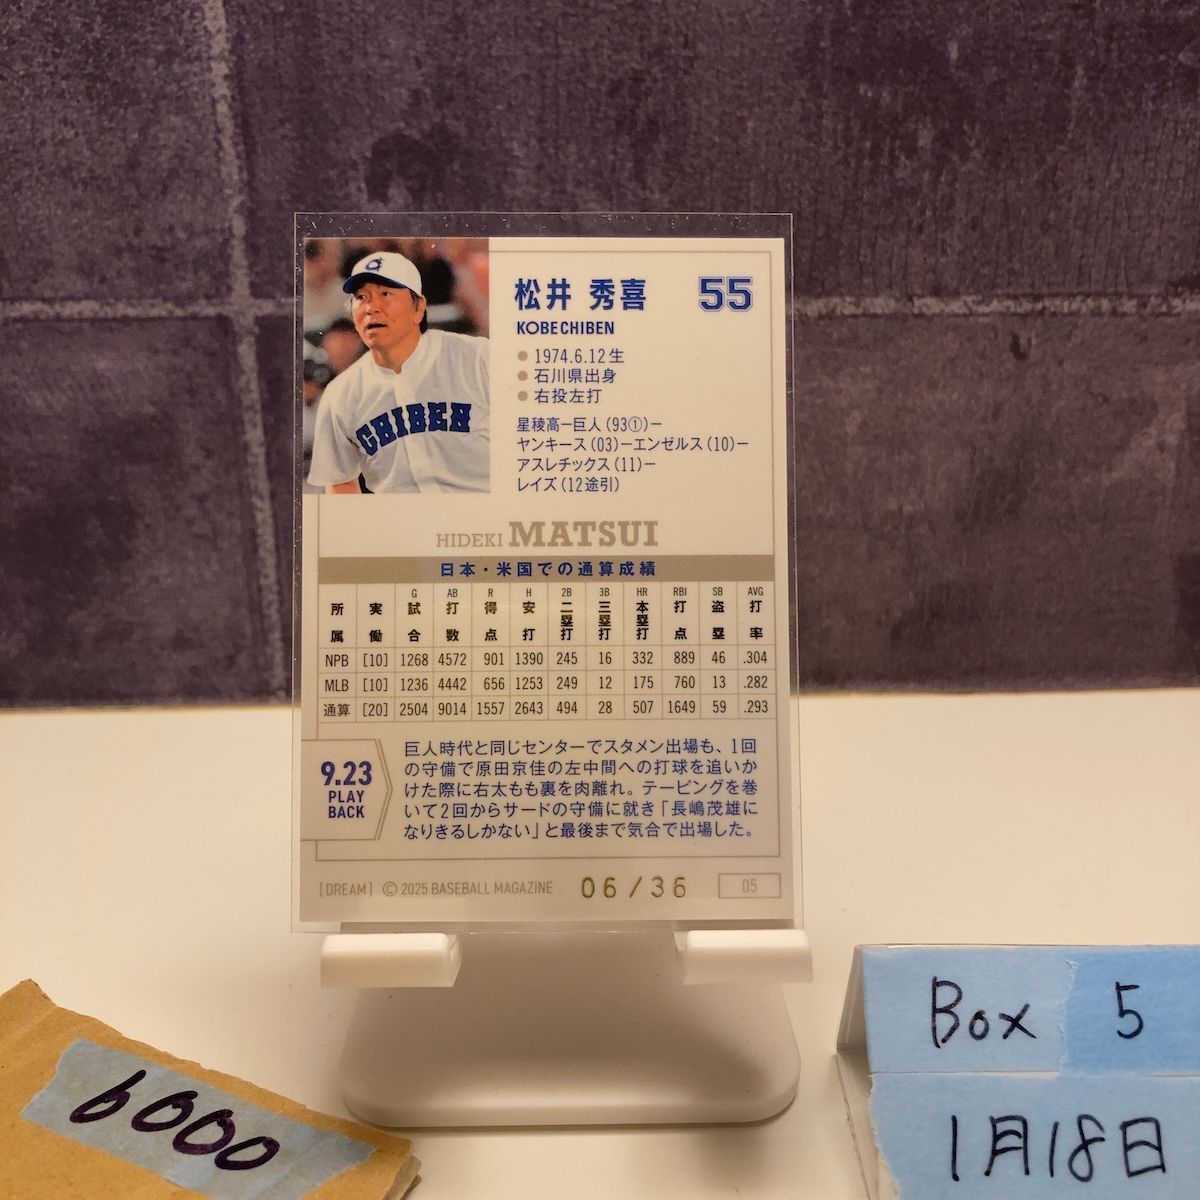 松井 秀喜 55
KOBECHIBEN
● 1974.6.12生
● 石川県出身
● 右投左打
星稜高ー巨人(93①)ー
ヤンキース(03)ーエンゼルス(10)ー
アスレチックス(11)ー
レイズ(12途引)
CHIBEN
HIDEKI MATSUI
日本・米国での通算成績
G AB R H 2B 3B HR RBI SB AVG
所属 実働 試合 打数 得点 安打 二塁打 三塁打 本塁打 打点 盗塁 打率
NPB [10] 1268 4572 901 1390 245 16 332 889 46 .304
MLB [10] 1236 4442 656 1253 249 12 175 760 13 .282
通算 [20] 2504 9014 1557 2643 494 28 507 1649 59 .293
9.23
PLAY
BACK
巨人時代と同じセンターでスタメン出場も、1回
の守備で原田京佳の左中間への打球を追いか
けた際に右太もも裏を肉離れ。テーピングを巻
いて2回からサードの守備に就き「長嶋茂雄に
なりきるしかない」と最後まで気合で出場した。
[DREAM] © 2025 BASEBALL MAGAZINE 06/36 05
6000
Box 5
1月18日